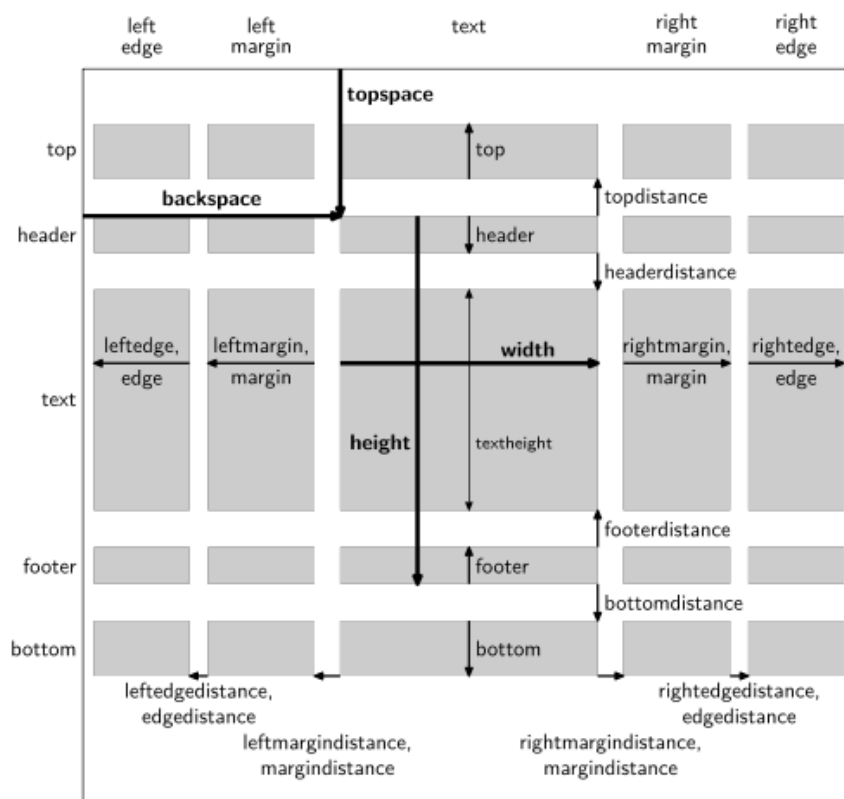 left
edge
left
margin
text
right
margin
right
edge
topspace
top
top
backspace
topdistance
header
header
headerdistance
leftedge,
edge
leftmargin,
margin
width
rightmargin,
margin
rightedge,
edge
text
height
textheight
footerdistance
footer
footer
bottomdistance
bottom
bottom
leftedgedistance,
edgedistance
rightedgedistance,
edgedistance
leftmargindistance,
margindistance
rightmargindistance,
margindistance